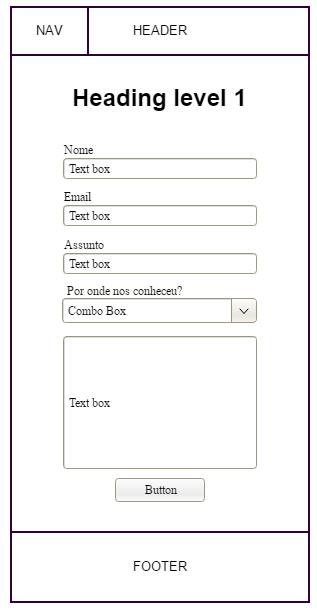 NAV HEADER
Heading level 1
Nome
Text box
Email
Text box
Assunto
Text box
Por onde nos conheceu?
Combo Box
Text box
Button
FOOTER